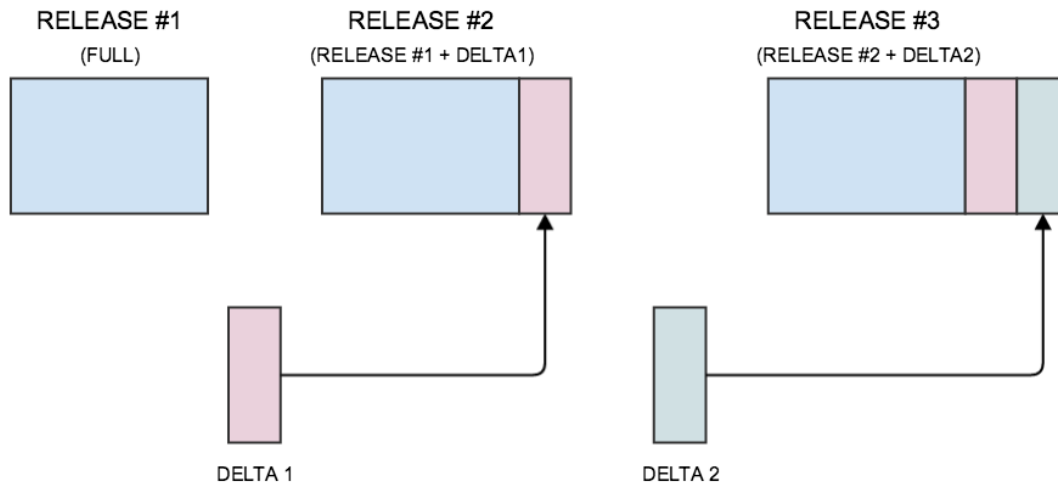 RELEASE #1
(FULL)
RELEASE #2
(RELEASE #1 + DELTA1)
RELEASE #3
(RELEASE #2 + DELTA2)
DELTA 1
DELTA 2